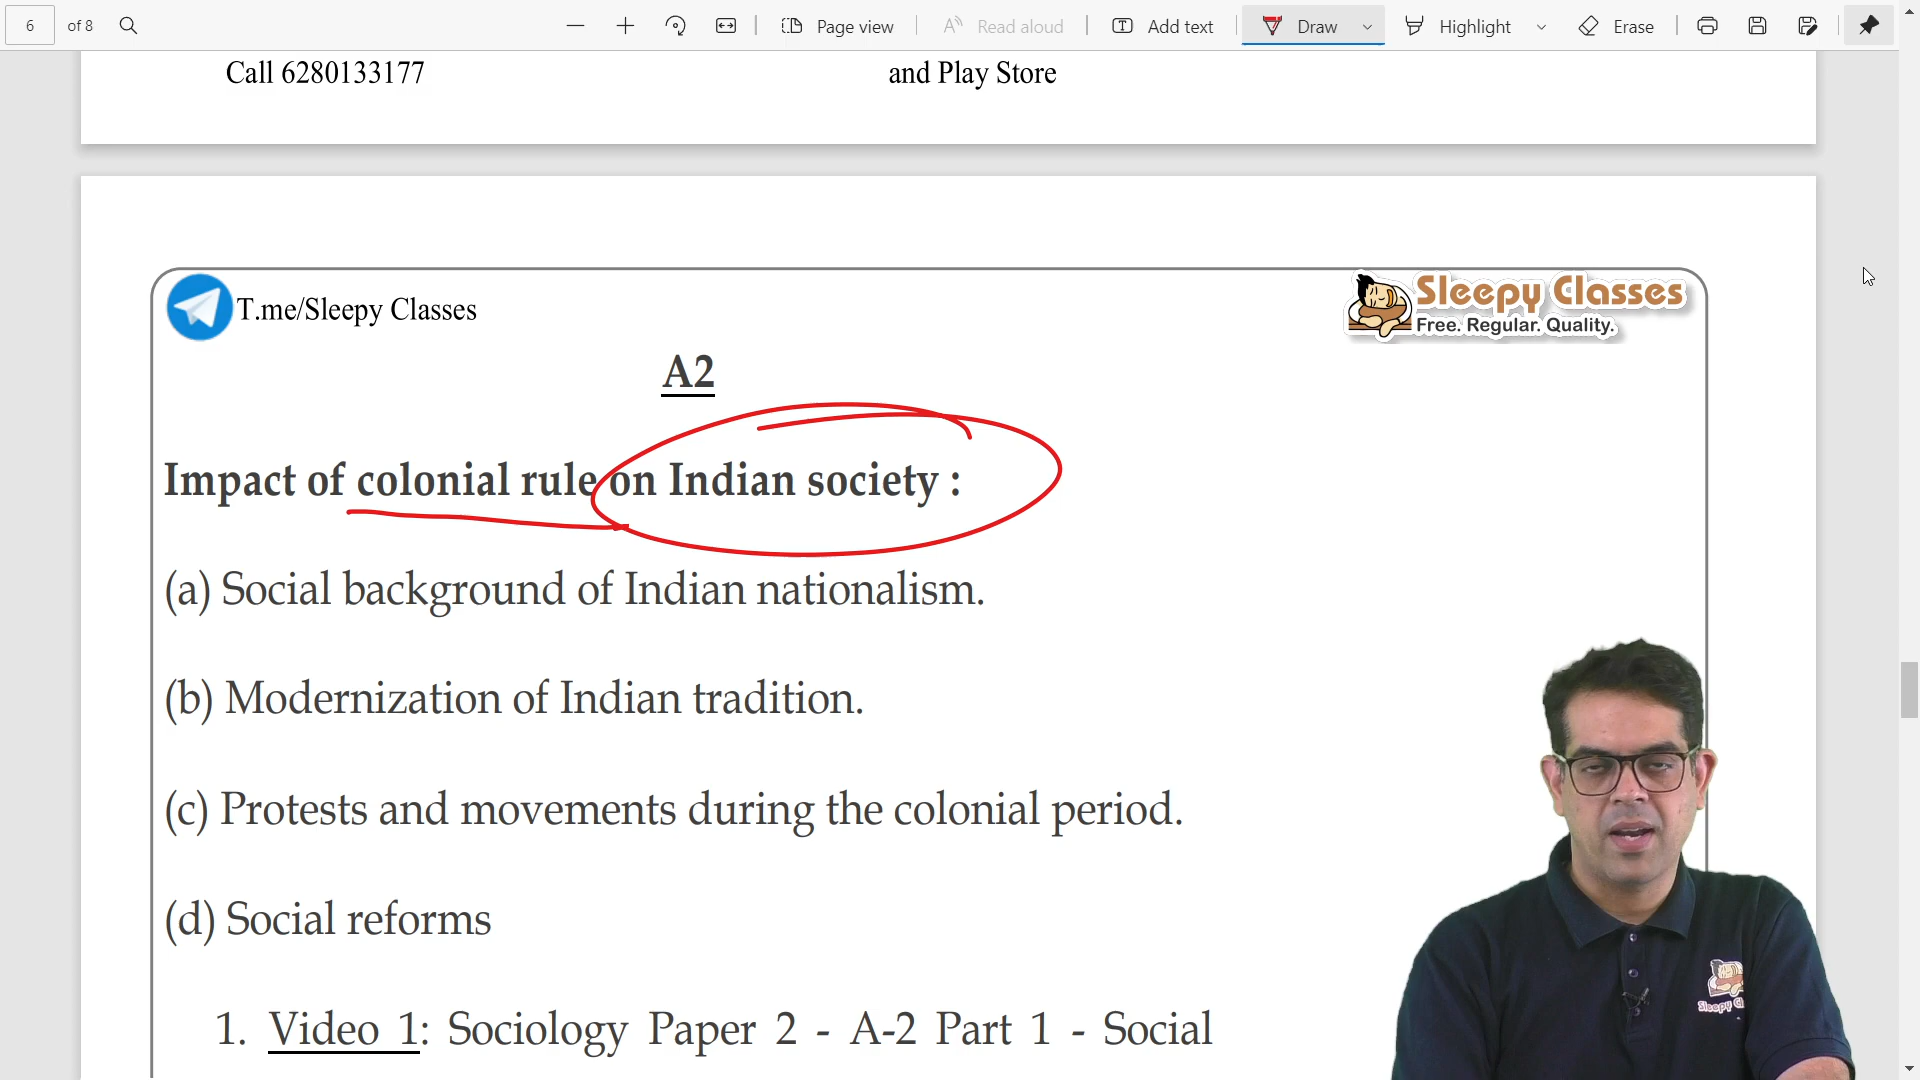 6 of 8 Page view Read aloud Add text Draw Highlight Erase
Call 6280133177 and Play Store
T.me/Sleepy Classes
Sleepy Classes
Free. Regular. Quality.
A2
Impact of colonial rule on Indian society :
(a) Social background of Indian nationalism.
(b) Modernization of Indian tradition.
(c) Protests and movements during the colonial period.
(d) Social reforms
1. Video 1: Sociology Paper 2 - A-2 Part 1 - Social